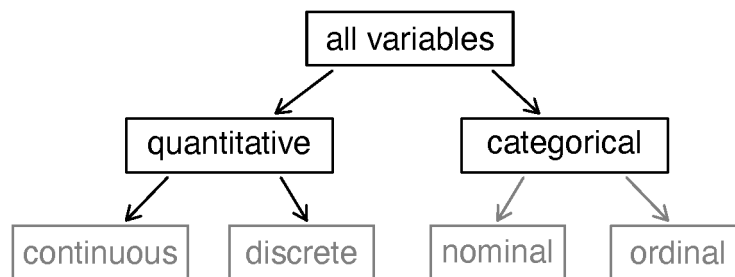 all variables
quantitative
categorical
continuous
discrete
nominal
ordinal